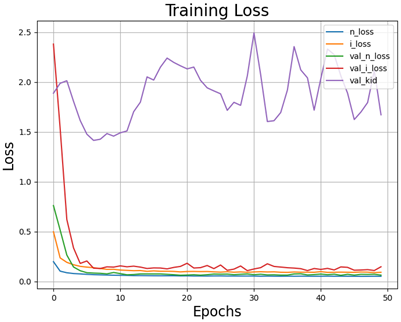 Training Loss
n_loss
i_loss
val_n_loss
val_i_loss
val_kid
2.5
2.0
1.5
1.0
0.5
0.0
Loss
0 10 20 30 40 50
Epochs